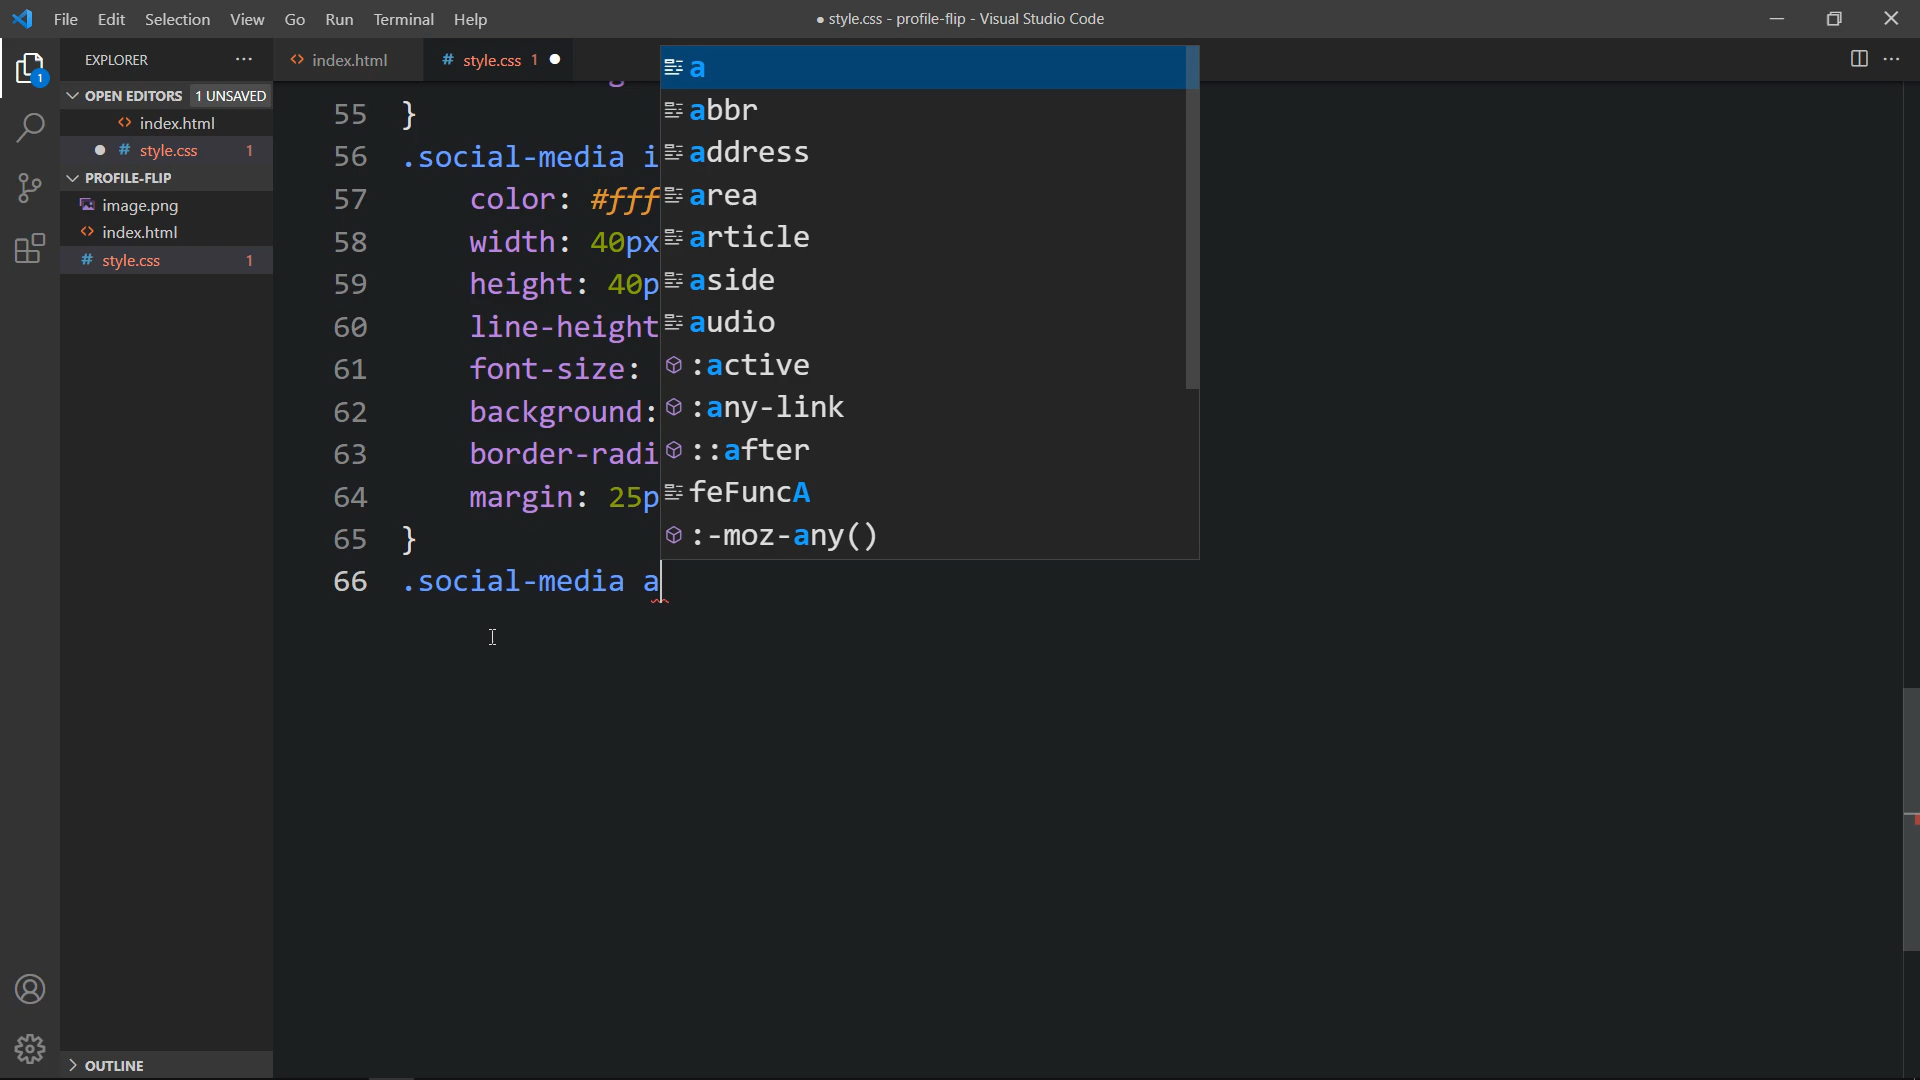 File Edit Selection View Go Run Terminal Help
● style.css - profile-flip - Visual Studio Code
1
EXPLORER ···
OPEN EDITORS 1 UNSAVED
<> index.html
● # style.css 1
PROFILE-FLIP
image.png
<> index.html
# style.css 1
OUTLINE
<> index.html
# style.css 1 ●
55 }
56 .social-media i
57 color: #fff
58 width: 40px
59 height: 40p
60 line-height
61 font-size:
62 background:
63 border-radi
64 margin: 25p
65 }
66 .social-media a
a
abbr
address
area
article
aside
audio
:active
:any-link
::after
feFuncA
:-moz-any()